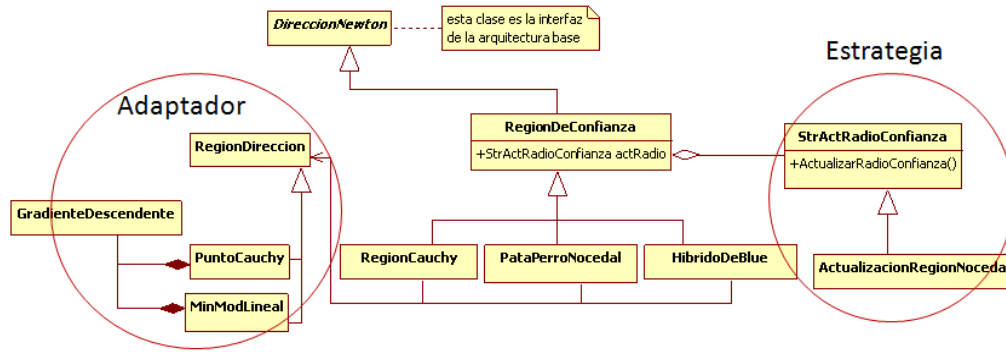 DireccionNewton
esta clase es la interfaz
de la arquitectura base
Estrategia
Adaptador
RegionDeConfianza
+StrActRadioConfianza actRadio
StrActRadioConfianza
+ActualizarRadioConfianza()
RegionDireccion
GradienteDescendente
PuntoCauchy
RegionCauchy
PataPerroNocedal
HibridoDeBlue
ActualizacionRegionNoceda
MinModLineal